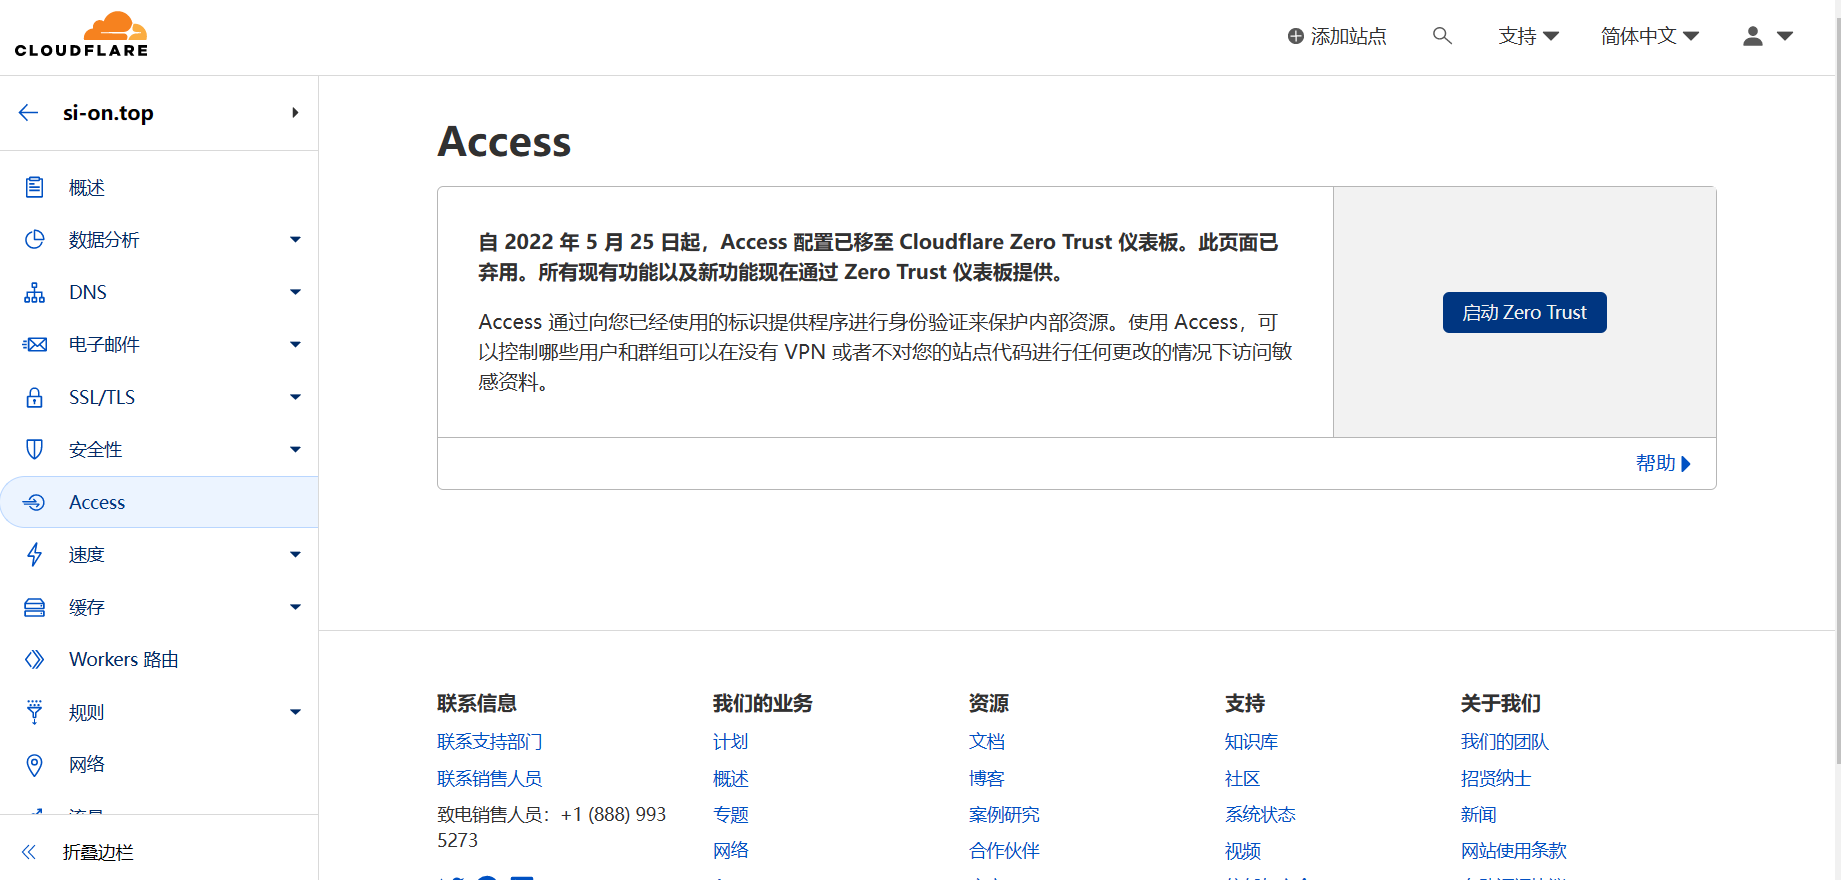 CLOUDFLARE
添加站点
支持
简体中文
si-on.top
概述
数据分析
DNS
电子邮件
SSL/TLS
安全性
Access
速度
缓存
Workers 路由
规则
网络
折叠边栏
Access
自 2022 年 5 月 25 日起，Access 配置已移至 Cloudflare Zero Trust 仪表板。此页面已
弃用。所有现有功能以及新功能现在通过 Zero Trust 仪表板提供。
Access 通过向您已经使用的标识提供程序进行身份验证来保护内部资源。使用 Access，可
以控制哪些用户和群组可以在没有 VPN 或者不对您的站点代码进行任何更改的情况下访问敏
感资料。
启动 Zero Trust
帮助
联系信息
联系支持部门
联系销售人员
致电销售人员：+1 (888) 993
5273
我们的业务
计划
概述
专题
网络
资源
文档
博客
案例研究
合作伙伴
支持
知识库
社区
系统状态
视频
关于我们
我们的团队
招贤纳士
新闻
网站使用条款